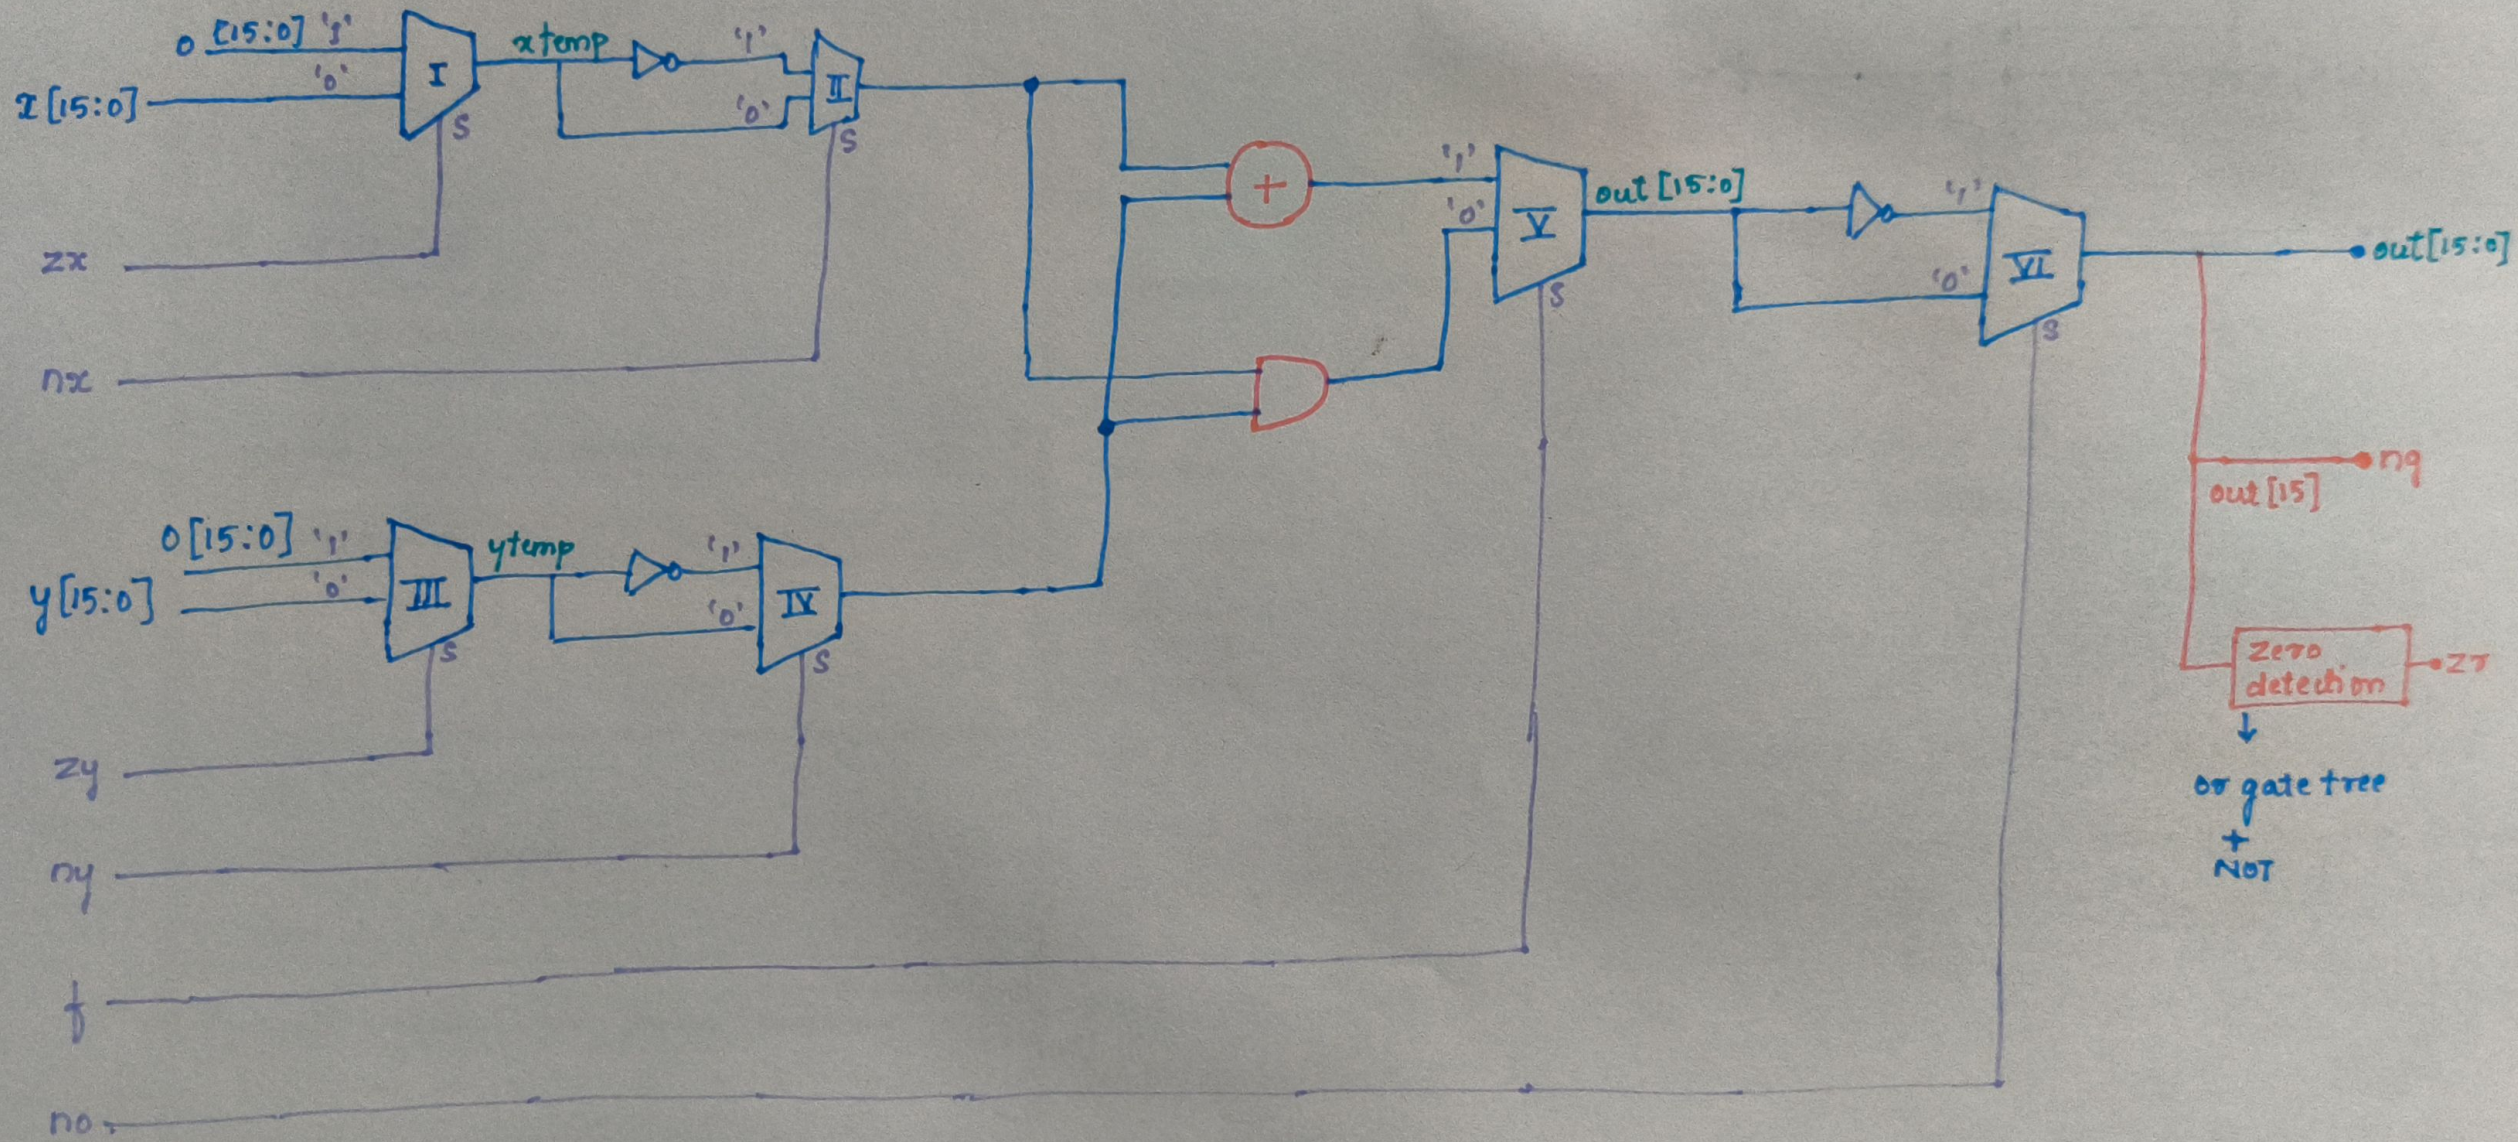 0 [15:0] '1'
x[15:0] '0'
I
S
xtemp
'1'
'0'
II
S
zx
nx
0[15:0] '1'
y[15:0] '0'
III
S
ytemp
'1'
'0'
IV
S
zy
ny
f
no
+
'1'
'0'
V
S
out [15:0]
'1'
'0'
VI
S
out[15:0]
ng
out [15]
zero
detection
zr
↓
or gate tree
+
NOT